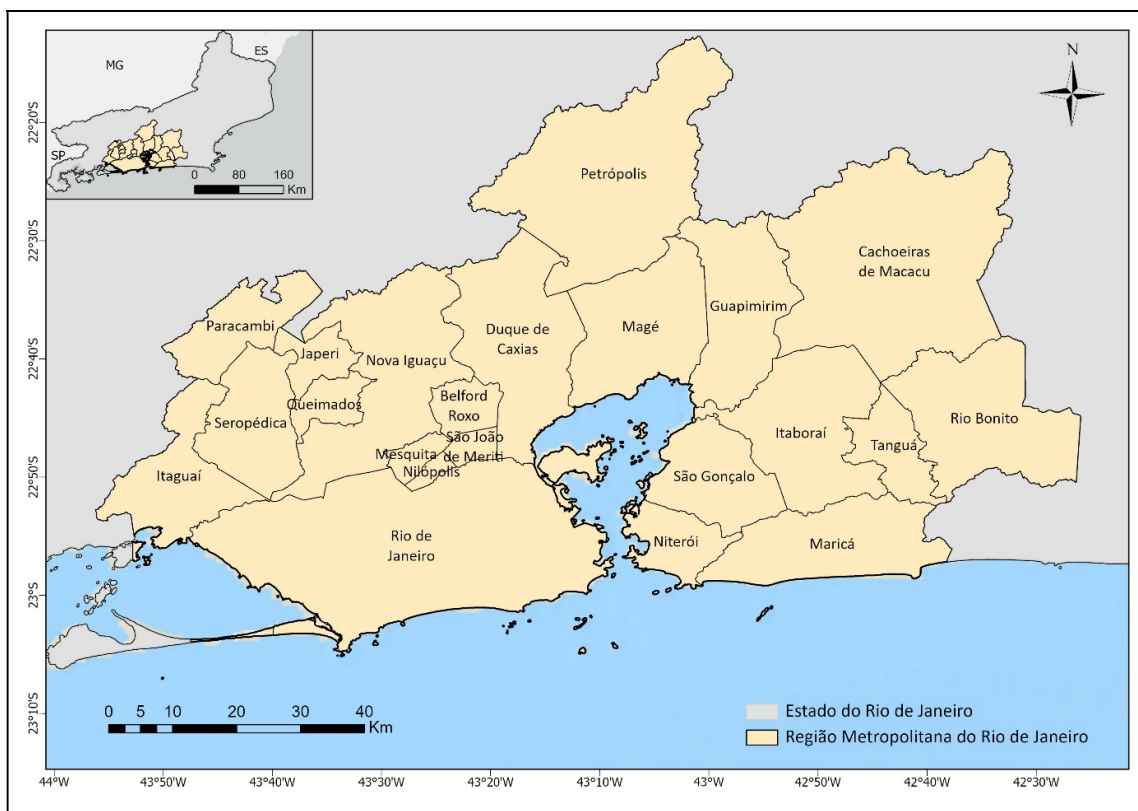 MG
ES
SP
0 80 160
Km
N
22°20'S
22°30'S
22°40'S
22°50'S
23°S
23°10'S
Petrópolis
Cachoeiras
de Macacu
Guapimirim
Magé
Duque de
Caxias
Paracambi
Japeri
Nova Iguaçu
Queimados
Seropédica
Belford
Roxo
São João
de Meriti
Mesquita
Nilópolis
Itaguaí
Rio de
Janeiro
Itaboraí
Tanguá
Rio Bonito
São Gonçalo
Niterói
Maricá
0 5 10 20 30 40
Km
Estado do Rio de Janeiro
Região Metropolitana do Rio de Janeiro
44°W 43°50'W 43°40'W 43°30'W 43°20'W 43°10'W 43°W 42°50'W 42°40'W 42°30'W